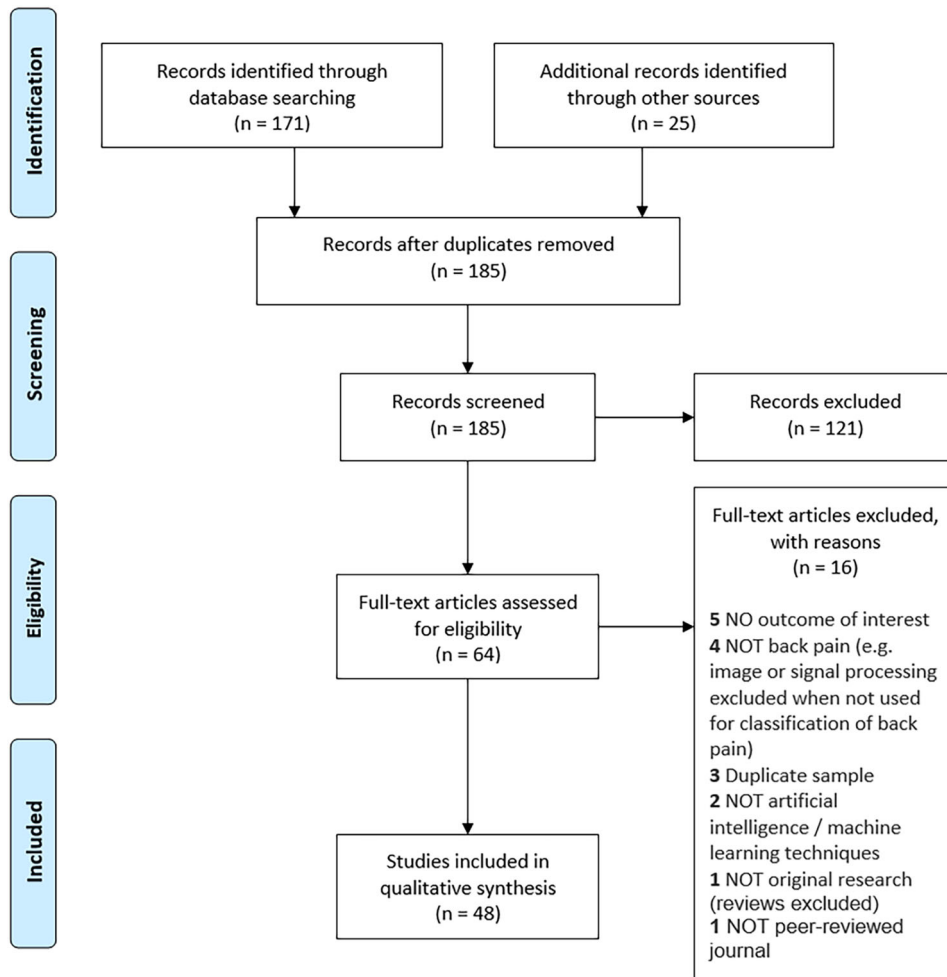 Identification
Records identified through
database searching
(n = 171)
Additional records identified
through other sources
(n = 25)
Screening
Records after duplicates removed
(n = 185)
Records screened
(n = 185)
Records excluded
(n = 121)
Eligibility
Full-text articles assessed
for eligibility
(n = 64)
Full-text articles excluded,
with reasons
(n = 16)
5 NO outcome of interest
4 NOT back pain (e.g.
image or signal processing
excluded when not used
for classification of back
pain)
3 Duplicate sample
2 NOT artificial
intelligence / machine
learning techniques
1 NOT original research
(reviews excluded)
1 NOT peer-reviewed
journal
Included
Studies included in
qualitative synthesis
(n = 48)